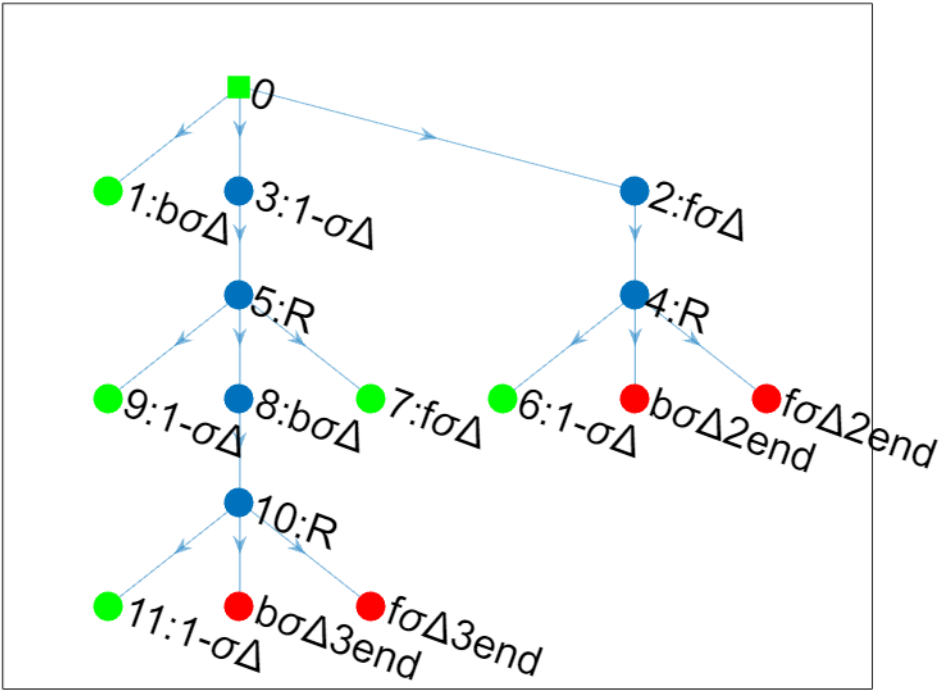 0
1:bσΔ
3:1-σΔ
2:fσΔ
5:R
4:R
9:1-σΔ
8:bσΔ
7:fσΔ
6:1-σΔ
bσΔ2end
fσΔ2end
10:R
11:1-σΔ
bσΔ3end
fσΔ3end